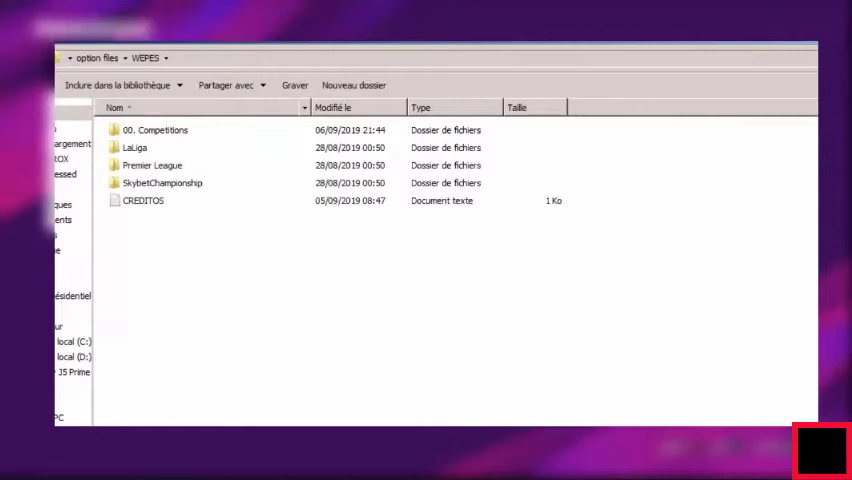 option files WEPES
Inclure dans la bibliothèque Partager avec Graver Nouveau dossier
Nom Modifié le Type Taille
00. Competitions 06/09/2019 21:44 Dossier de fichiers
LaLiga 28/08/2019 00:50 Dossier de fichiers
Premier League 28/08/2019 00:50 Dossier de fichiers
SkybetChampionship 28/08/2019 00:50 Dossier de fichiers
CREDITOS 05/09/2019 08:47 Document texte 1 Ko
argement
ROX
essed
ques
ents
e
ésidentiel
ur
local (C:)
local (D:)
J5 Prime
PC